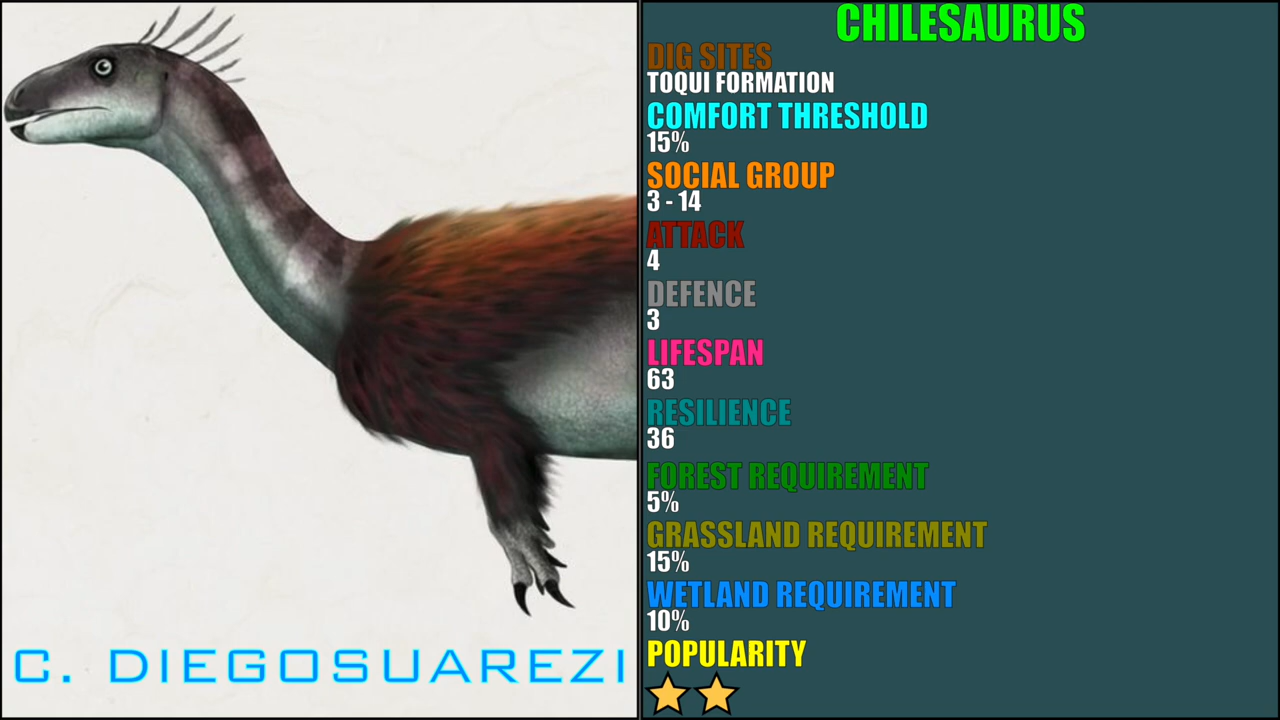 C. DIEGOSUAREZI
CHILESAURUS
DIG SITES
TOQUI FORMATION
COMFORT THRESHOLD
15%
SOCIAL GROUP
3 - 14
ATTACK
4
DEFENCE
3
LIFESPAN
63
RESILIENCE
36
FOREST REQUIREMENT
5%
GRASSLAND REQUIREMENT
15%
WETLAND REQUIREMENT
10%
POPULARITY